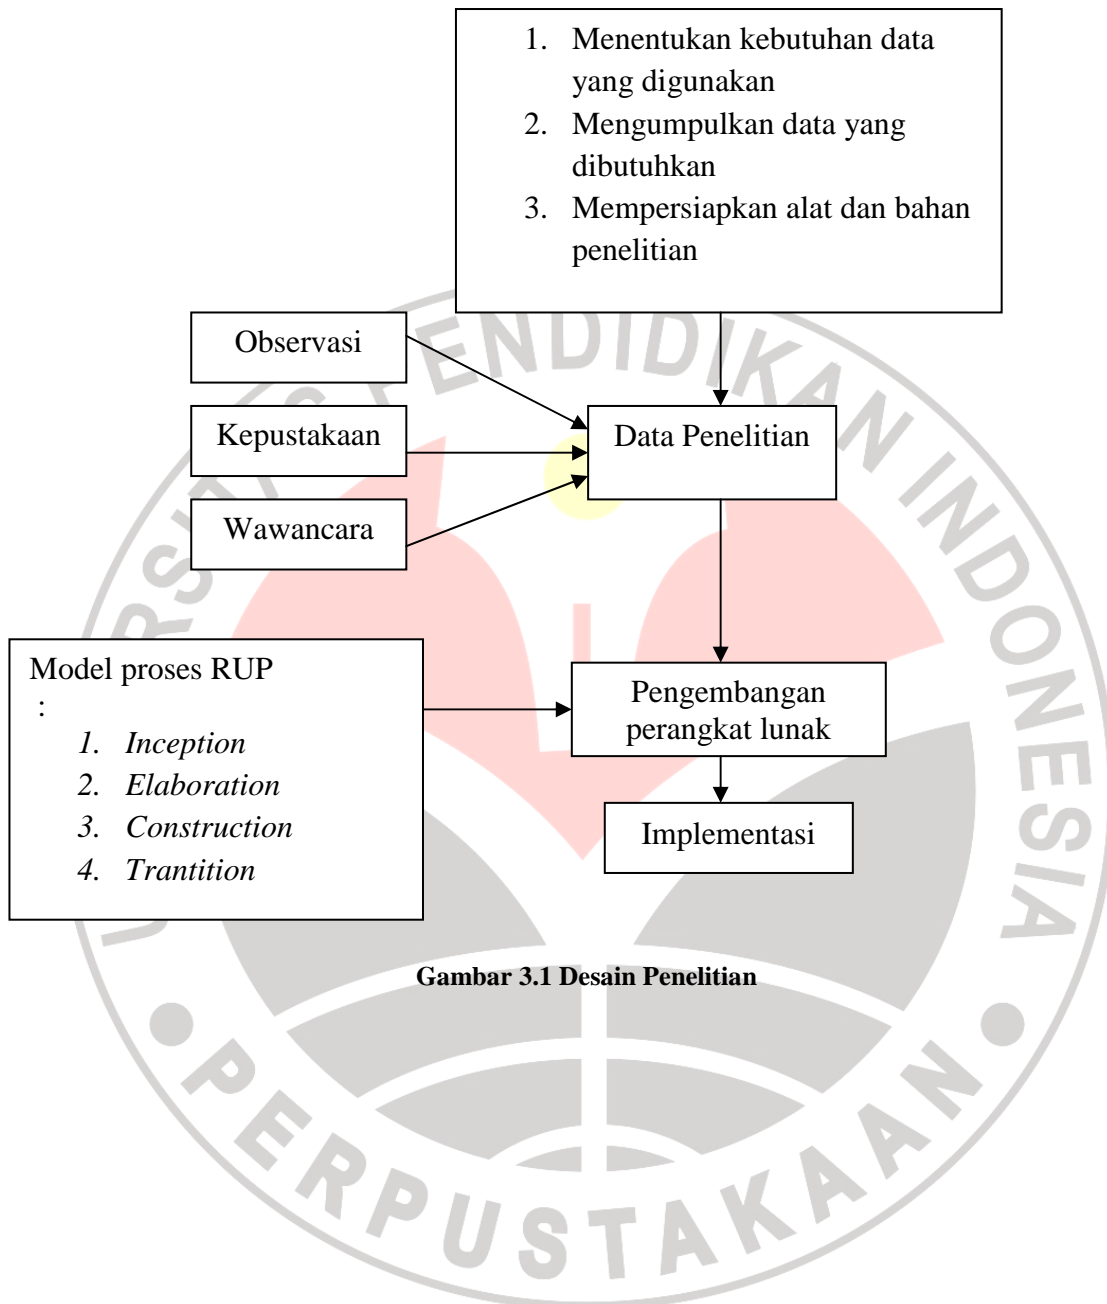 1. Menentukan kebutuhan data
yang digunakan
2. Mengumpulkan data yang
dibutuhkan
3. Mempersiapkan alat dan bahan
penelitian
Observasi
Kepustakaan
Wawancara
Data Penelitian
Model proses RUP
:
1. Inception
2. Elaboration
3. Construction
4. Trantition
Pengembangan
perangkat lunak
Implementasi
Gambar 3.1 Desain Penelitian
UNIVERSITAS PENDIDIKAN INDONESIA
PERPUSTAKAAN